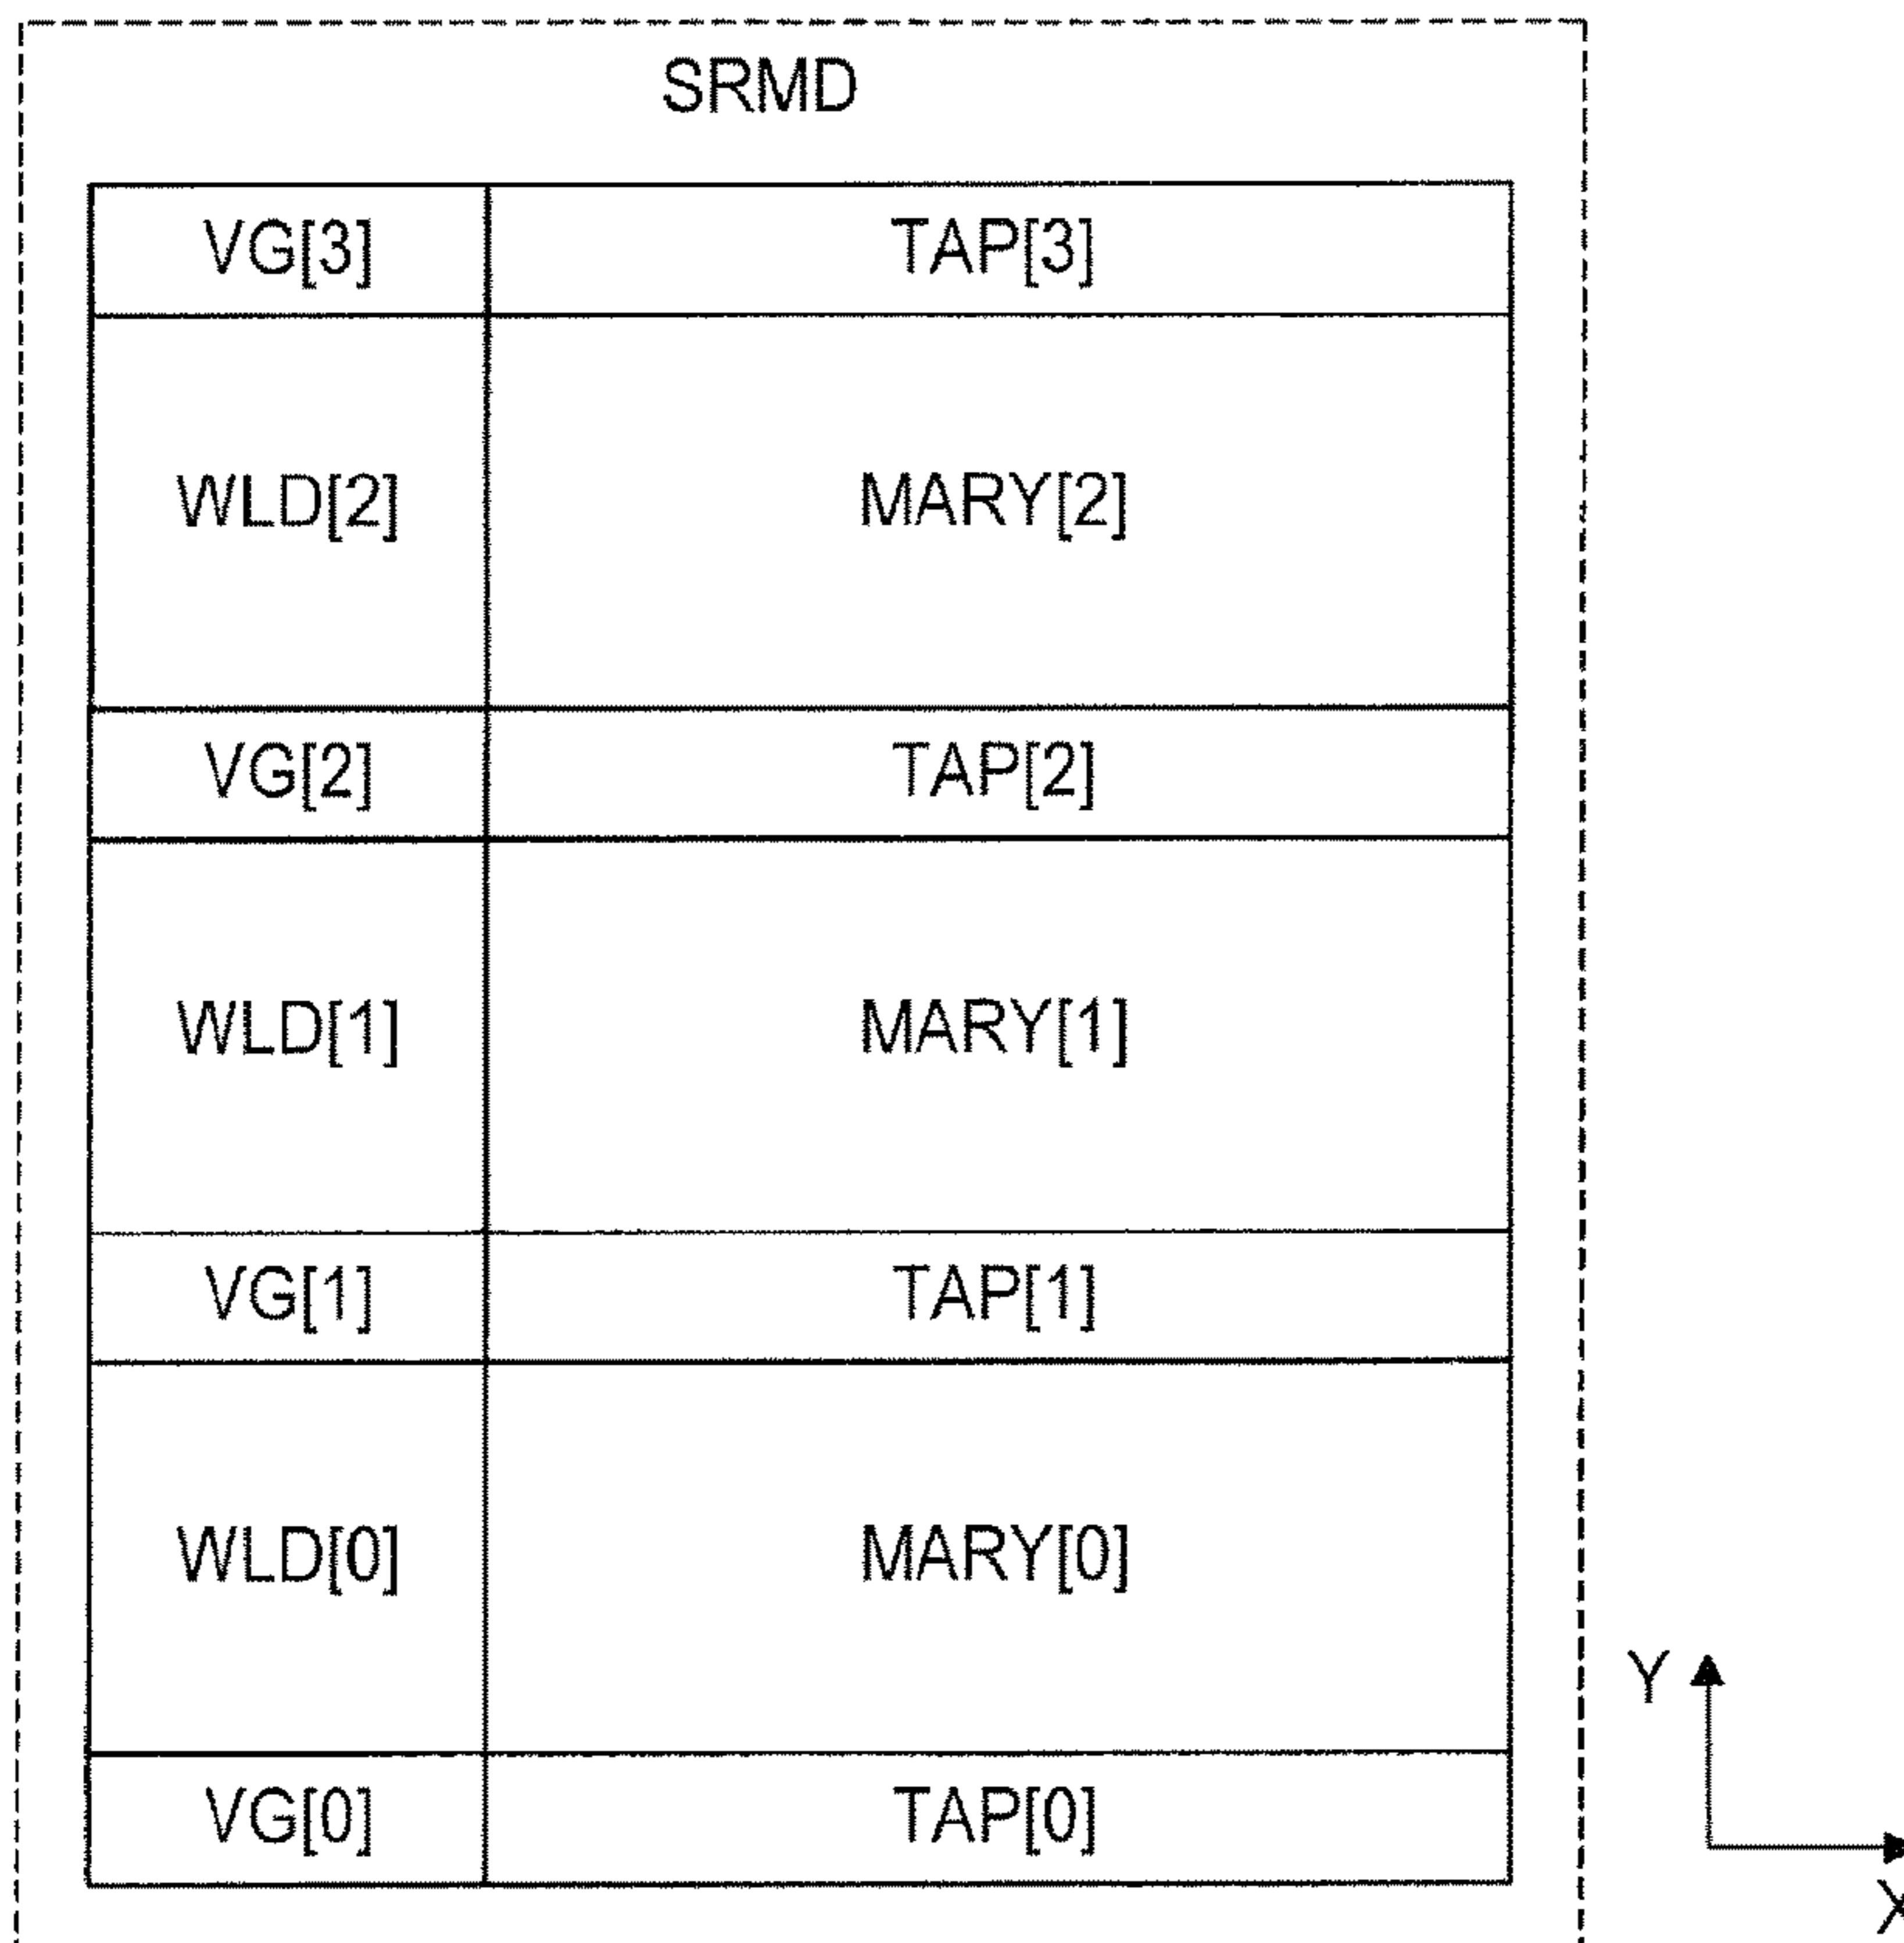 SRMD
VG[3] TAP[3]
WLD[2] MARY[2]
VG[2] TAP[2]
WLD[1] MARY[1]
VG[1] TAP[1]
WLD[0] MARY[0]
VG[0] TAP[0]
Y
X